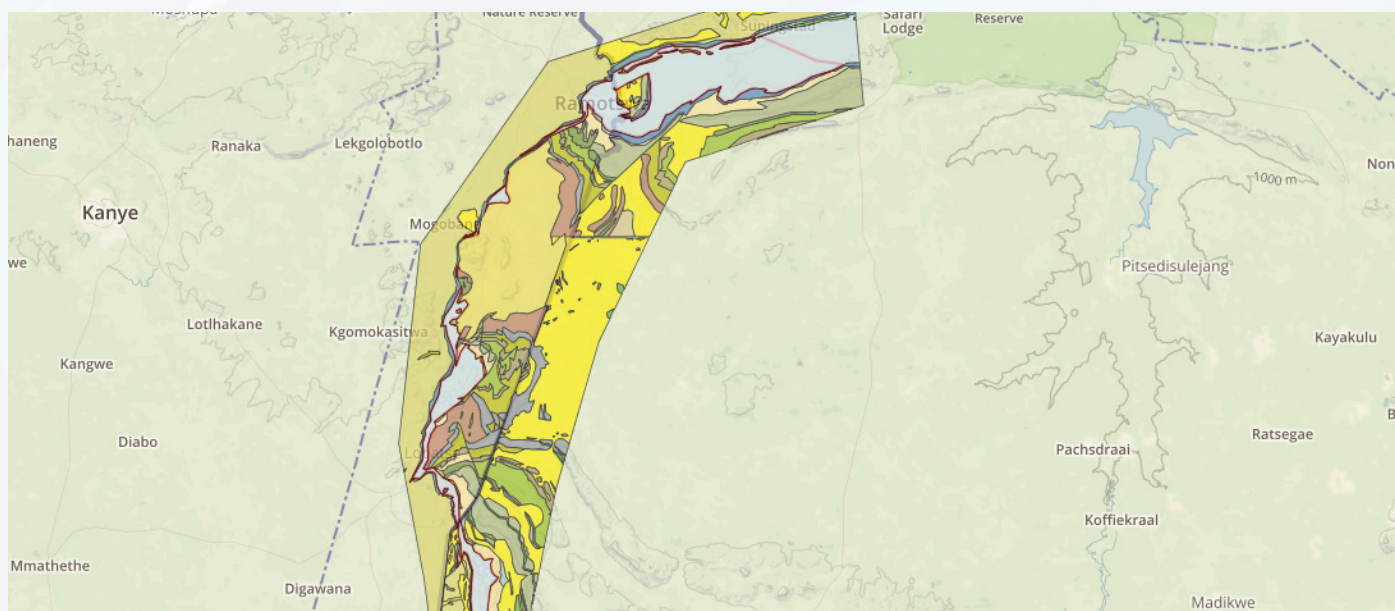 Nature Reserve
Supingstad
Safari
Lodge
Reserve
Ramotswa
haneng
Ranaka
Lekgolobotlo
Non
Kanye
1000 m
Mogobane
we
Pitsedisulejang
Lotlhakane
Kgomokasitwa
Kayakulu
Kangwe
B
Diabo
Ratsegae
Pachsdraai
Koffiekraal
Mmathethe
Digawana
Madikwe